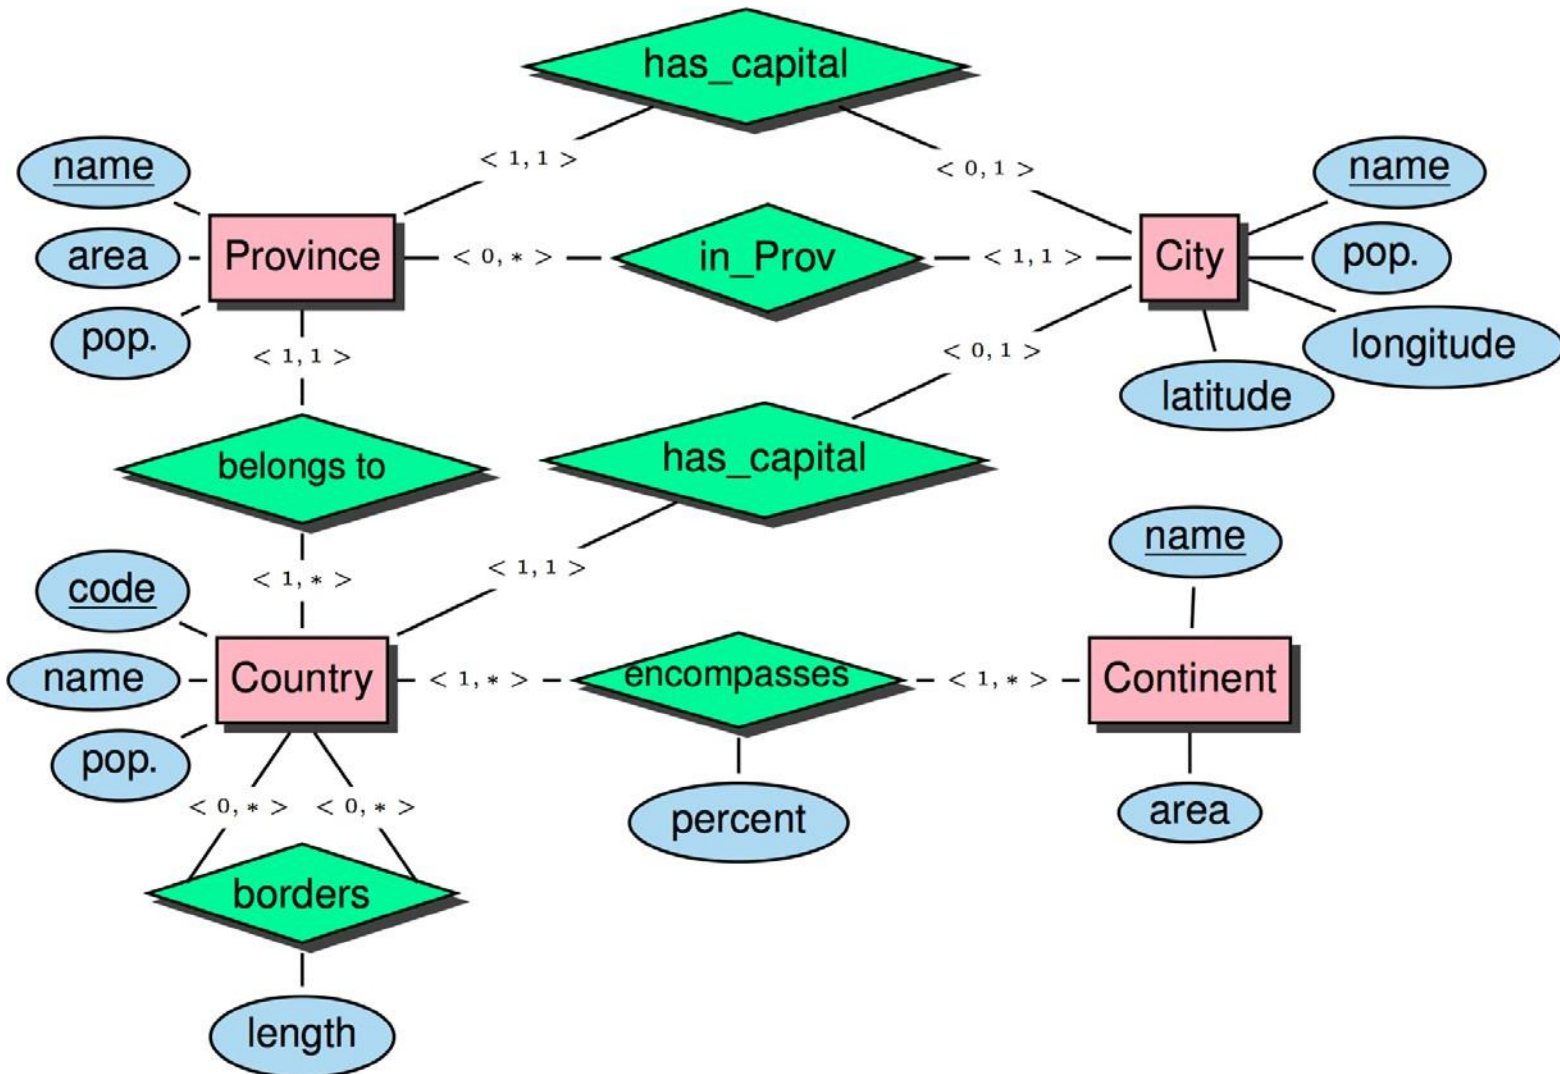 has_capital
< 1, 1 >
< 0, 1 >
name
name
Province
< 0, * >
in_Prov
< 1, 1 >
City
area
pop.
pop.
longitude
< 1, 1 >
< 0, 1 >
latitude
belongs to
has_capital
name
< 1, * >
< 1, 1 >
code
Country
< 1, * >
encompasses
< 1, * >
Continent
name
pop.
< 0, * >
< 0, * >
percent
area
borders
length